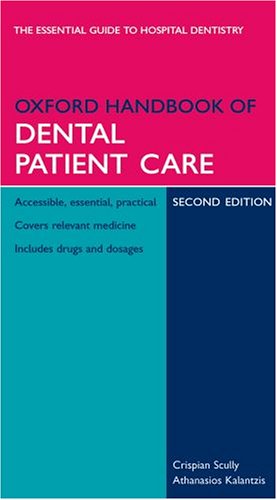 THE ESSENTIAL GUIDE TO HOSPITAL DENTISTRY
OXFORD HANDBOOK OF
DENTAL
PATIENT CARE
Accessible, essential, practical
Covers relevant medicine
Includes drugs and dosages
SECOND EDITION
Crispian Scully
Athanasios Kalantzis